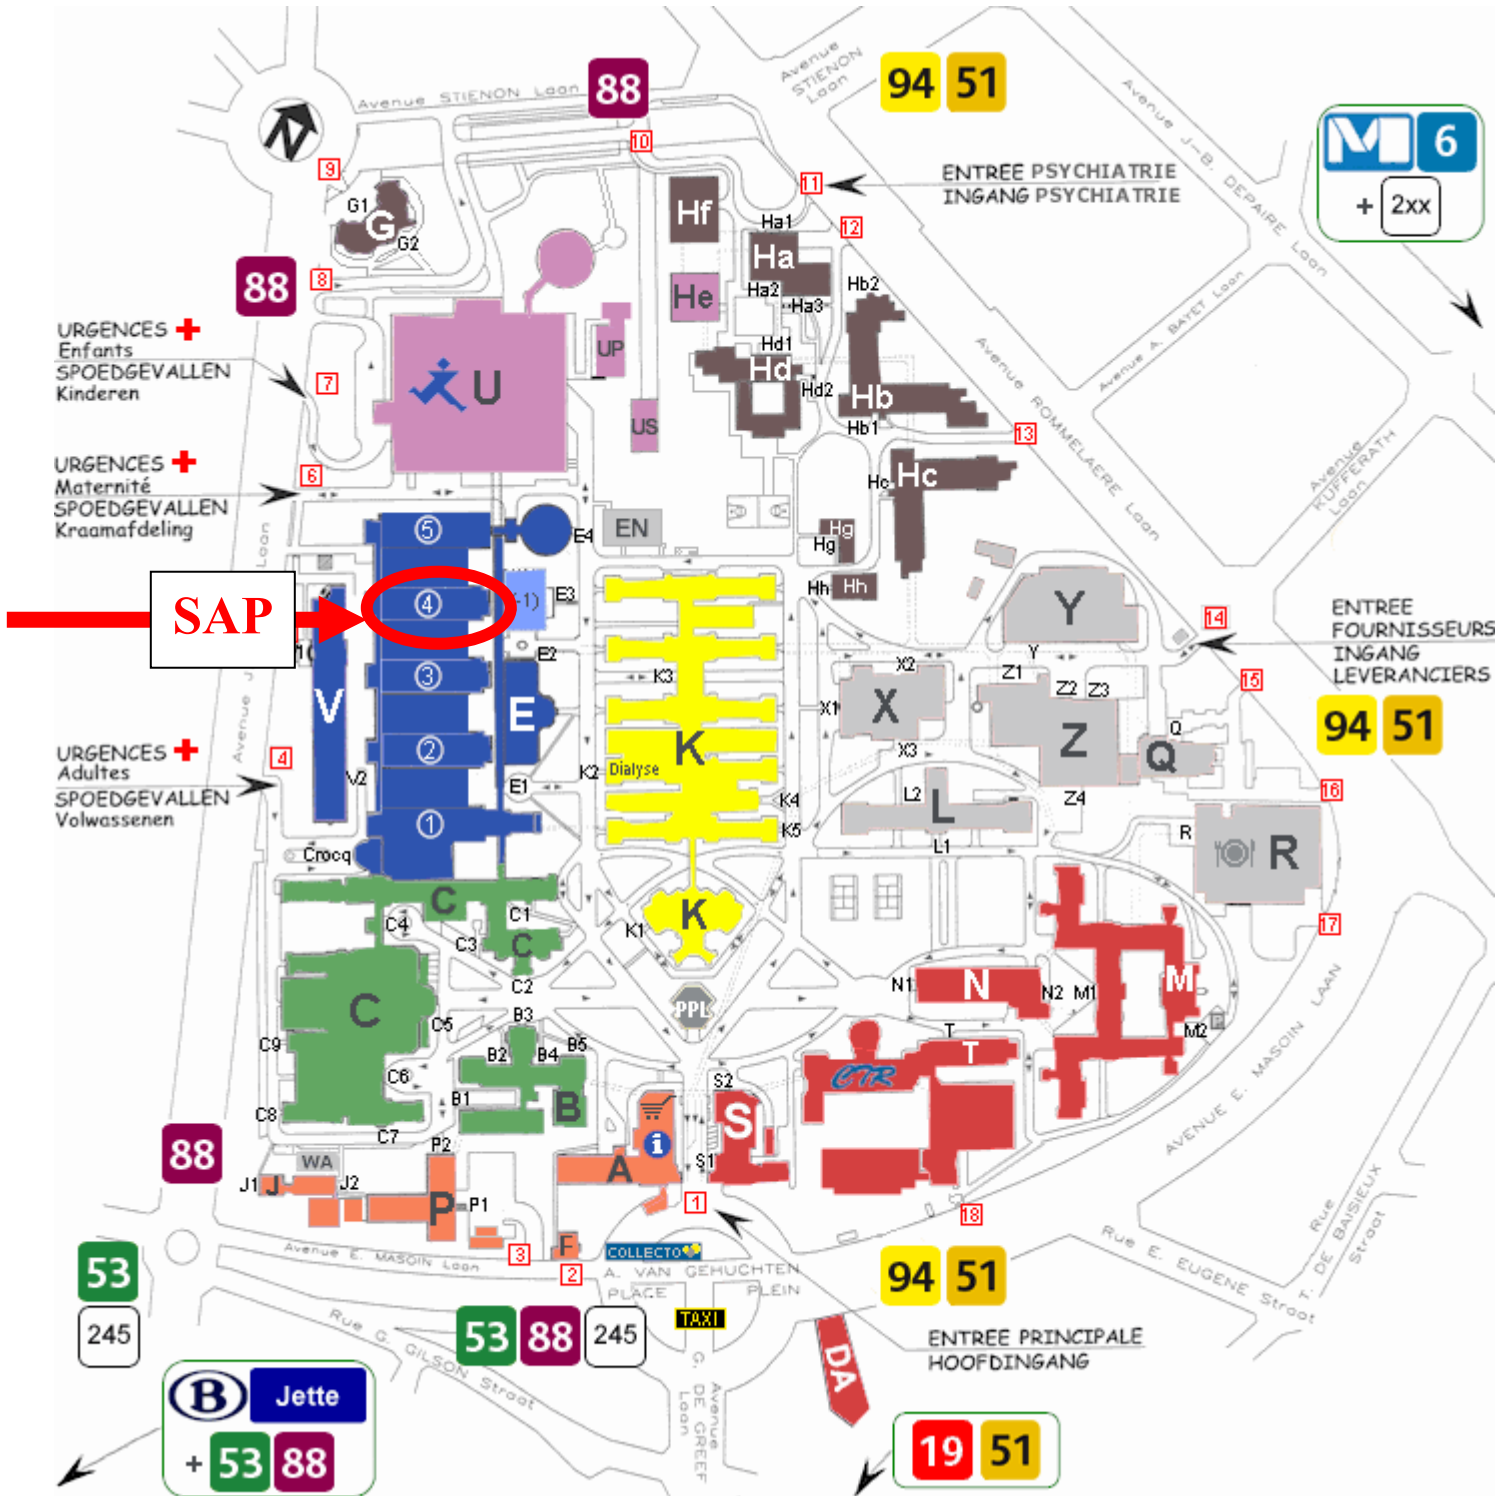 Avenue STIENON Laan
88
Avenue
STIENON
Laan
94 51
Avenue J-B. DEPAIRE Laan
M 6
+ 2xx
N
9
10
11
ENTREE PSYCHIATRIE
INGANG PSYCHIATRIE
12
G1
G
G2
Hf
Ha1
Ha
Ha2
Ha3
Hb2
He
8
88
URGENCES +
Enfants
SPOEDGEVALLEN
Kinderen
7
U
UP
US
Hd1
Hd
Hd2
Hb
Hb1
13
Avenue A. BATET Laan
Avenue ROMMELAERE Laan
Avenue
KUFFERATH
Laan
URGENCES +
Maternité
SPOEDGEVALLEN
Kraamafdeling
6
Hc
Hc
5
E4
EN
Hg
Hg
Hh
Hh
SAP
4
-1)
E3
E2
Y
Y
14
ENTREE
FOURNISSEURS
INGANG
LEVERANCIERS
15
94 51
Avenue J
Laan
V
V2
3
E
K3
X2
X
X1
X3
Z1
Z2
Z3
Z
Z4
Q
Q
16
URGENCES +
Adultes
SPOEDGEVALLEN
Volwassenen
4
2
K
K2
Dialyse
E1
K4
K5
L2
L
L1
1
R
R
Crocq
C
C1
C4
C3
C
C2
K1
K
17
N1
N
N2
M1
M
M2
PPL
C
C5
C9
C6
C8
C7
B3
B2
B4
B5
B1
B
T
T
CTR
S2
S
S1
i
A
AVENUE E. MASOIN LAAN
88
WA
J1
J
J2
P2
P
P1
F
3
2
1
18
COLLECTO
Avenue E. MASOIN Laan
A. VAN GEHUCHTEN
PLACE PLEIN
TAXI
53
245
53 88 245
94 51
ENTREE PRINCIPALE
HOOFDINGANG
Rue G. GILSON Straat
G.
Avenue
DE GREEF
Laan
DA
Rue E. EUGENE Straat
Rue
T. DE BAISIEUX
Straat
B Jette
+ 53 88
19 51